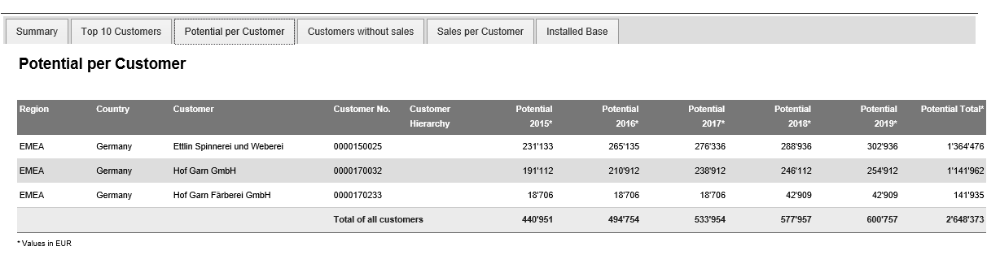 Summary Top 10 Customers Potential per Customer Customers without sales Sales per Customer Installed Base
Potential per Customer
Region Country Customer Customer No. Customer Potential Potential Potential Potential Potential Potential Total*
Hierarchy 2015* 2016* 2017* 2018* 2019*
EMEA Germany Ettlin Spinnerei und Weberei 0000150025 231'133 265'135 276'336 288'936 302'936 1'364'476
EMEA Germany Hof Garn GmbH 0000170032 191'112 210'912 238'912 246'112 254'912 1'141'962
EMEA Germany Hof Garn Färberei GmbH 0000170233 18'706 18'706 18'706 42'909 42'909 141'935
Total of all customers 440'951 494'754 533'954 577'957 600'757 2'648'373
* Values in EUR